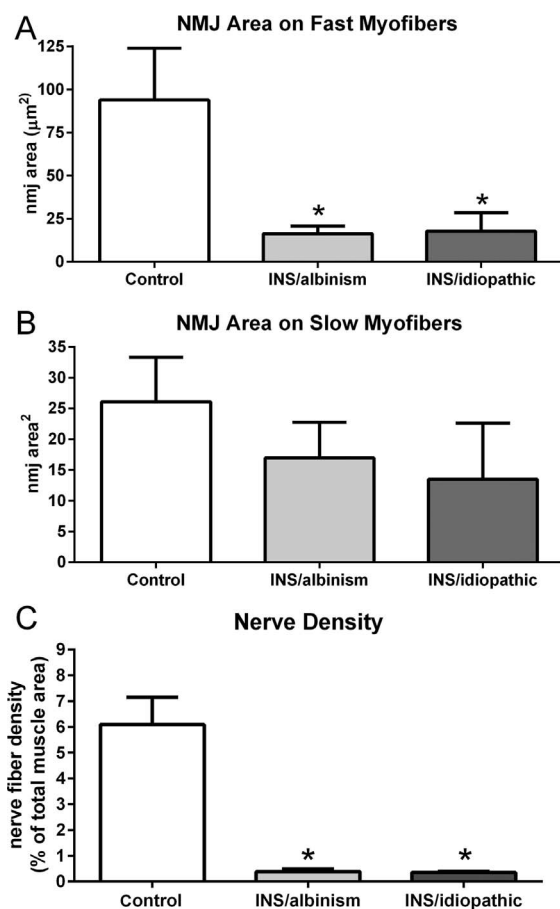 A
NMJ Area on Fast Myofibers
nmj area (μm²)
125
100
75
50
25
0
*
*
Control
INS/albinism
INS/idiopathic
B
NMJ Area on Slow Myofibers
nmj area²
35
30
25
20
15
10
5
0
Control
INS/albinism
INS/idiopathic
C
Nerve Density
nerve fiber density
(% of total muscle area)
9
8
7
6
5
4
3
2
1
0
*
*
Control
INS/albinism
INS/idiopathic